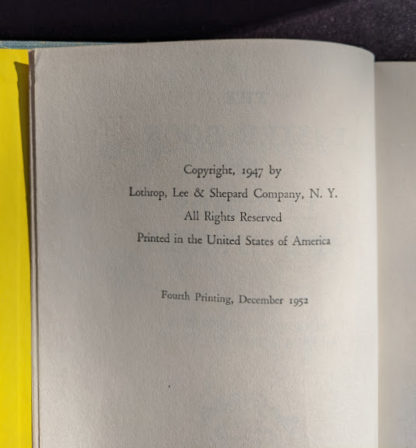 Copyright, 1947 by
Lothrop, Lee & Shepard Company, N. Y.
All Rights Reserved
Printed in the United States of America
Fourth Printing, December 1952